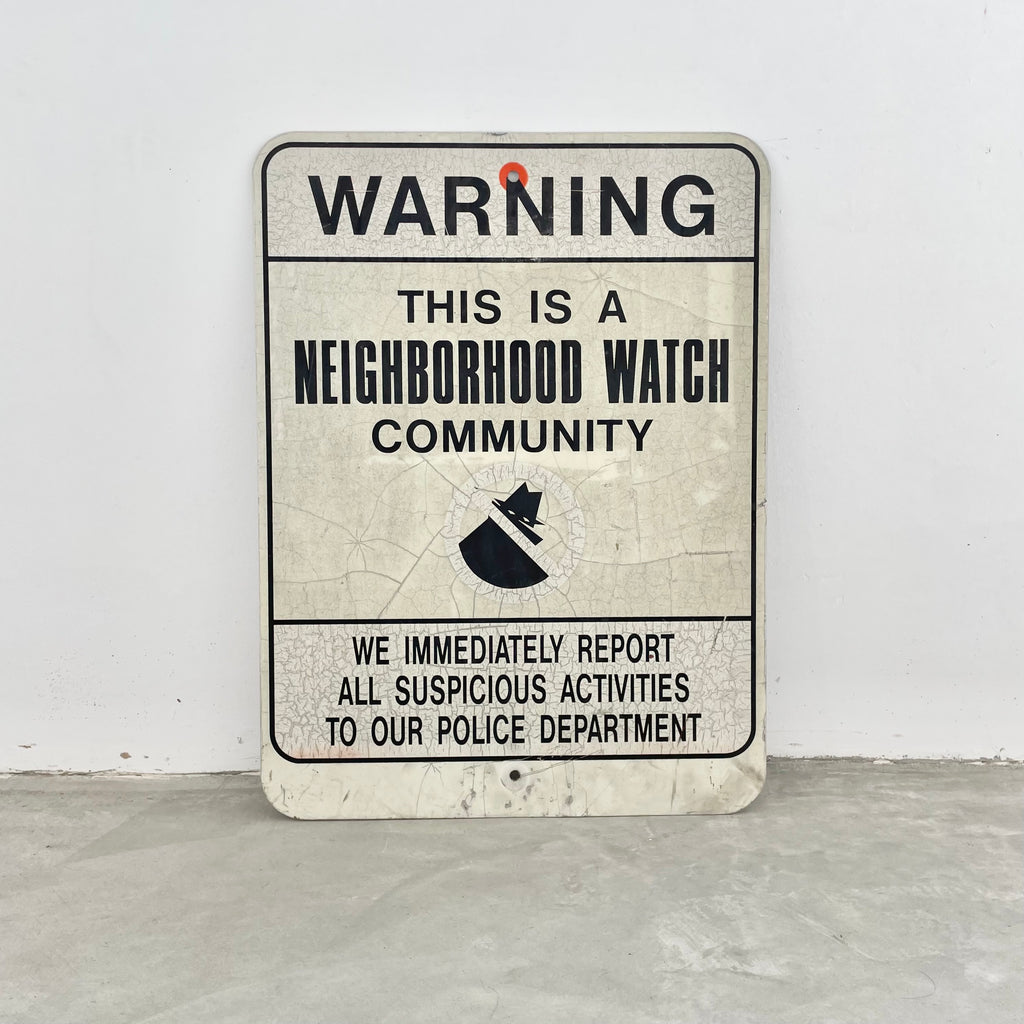 WARNING
THIS IS A
NEIGHBORHOOD WATCH
COMMUNITY
WE IMMEDIATELY REPORT
ALL SUSPICIOUS ACTIVITIES
TO OUR POLICE DEPARTMENT